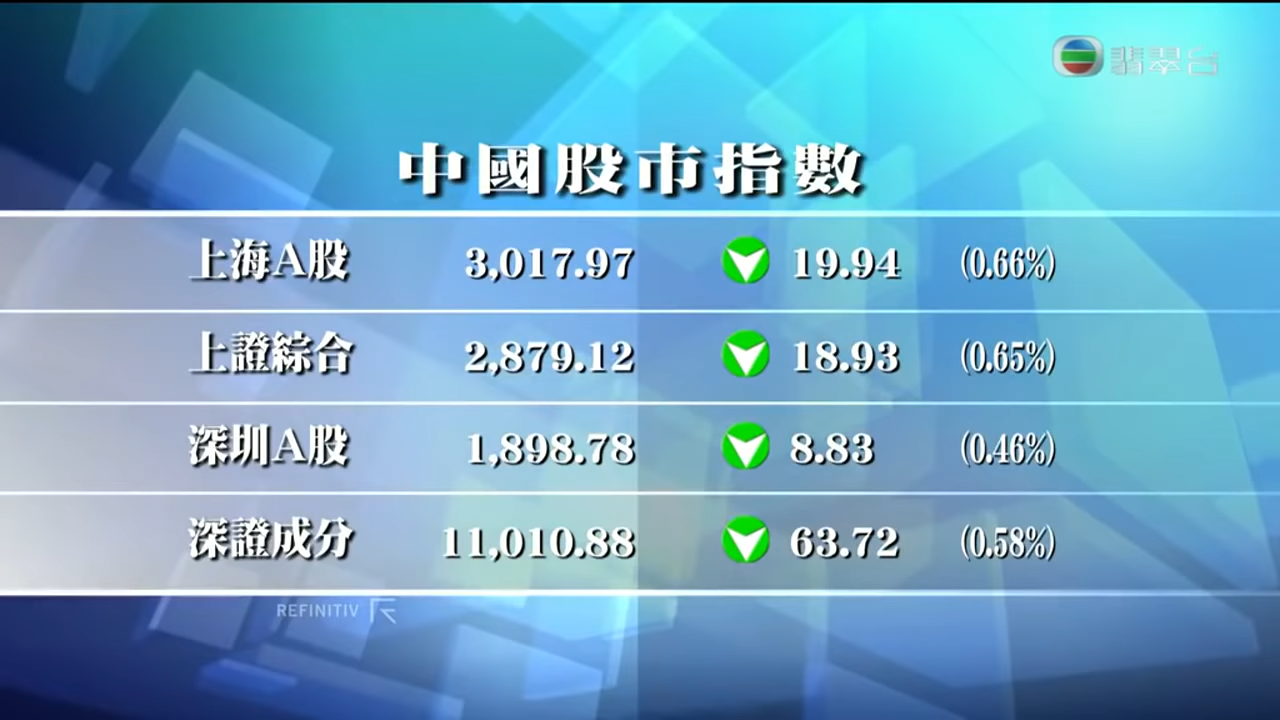 翡翠台
中國股市指數
上海A股 3,017.97 19.94 (0.66%)
上證綜合 2,879.12 18.93 (0.65%)
深圳A股 1,898.78 8.83 (0.46%)
深證成分 11,010.88 63.72 (0.58%)
REFINITIV